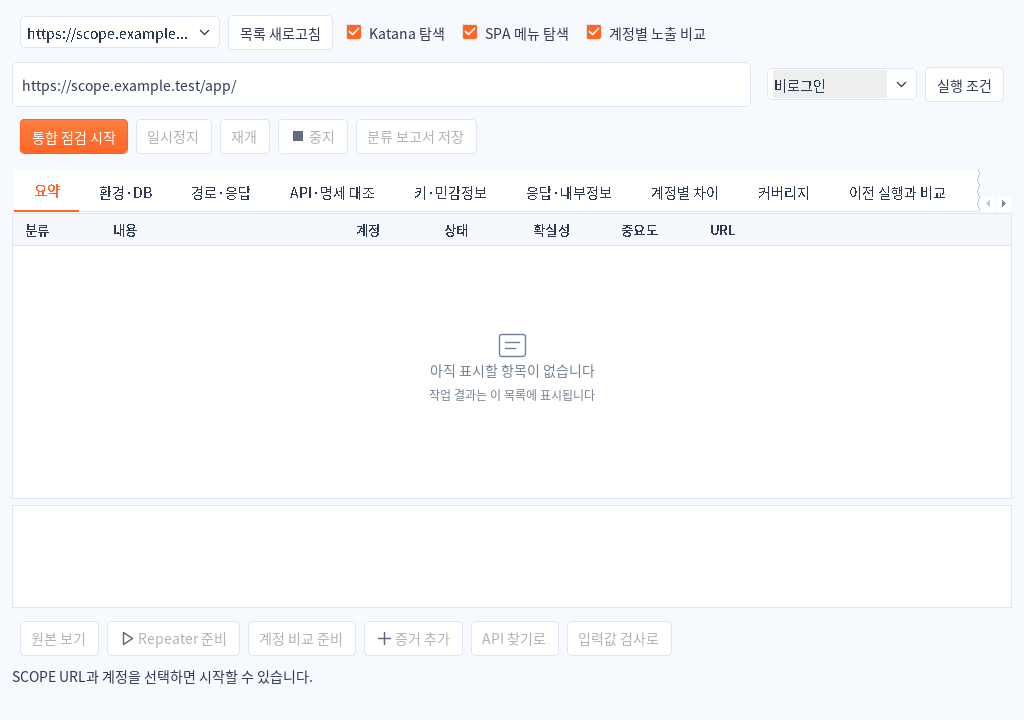 https://scope.example... 목록 새로고침 Katana 탐색 SPA 메뉴 탐색 계정별 노출 비교
https://scope.example.test/app/ 비로그인 실행 조건
통합 점검 시작 일시정지 재개 중지 분류 보고서 저장
요약 환경·DB 경로·응답 API·명세 대조 키·민감정보 응답·내부정보 계정별 차이 커버리지 이전 실행과 비교
분류 내용 계정 상태 확실성 중요도 URL
아직 표시할 항목이 없습니다
작업 결과는 이 목록에 표시됩니다
원본 보기 Repeater 준비 계정 비교 준비 증거 추가 API 찾기로 입력값 검사로
SCOPE URL과 계정을 선택하면 시작할 수 있습니다.